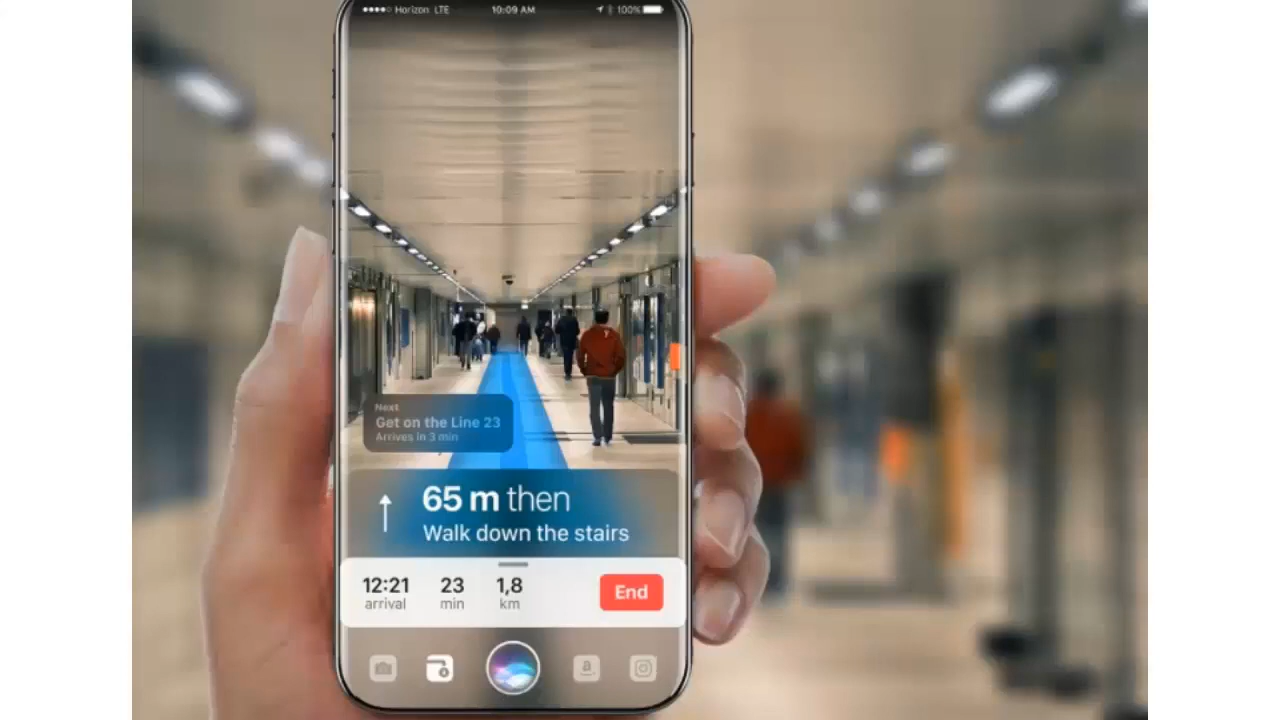 Horizon LTE 10:09 AM 100%
Next
Get on the Line 23
Arrives in 3 min
65 m then
Walk down the stairs
12:21 23 1,8
arrival min km
End
a